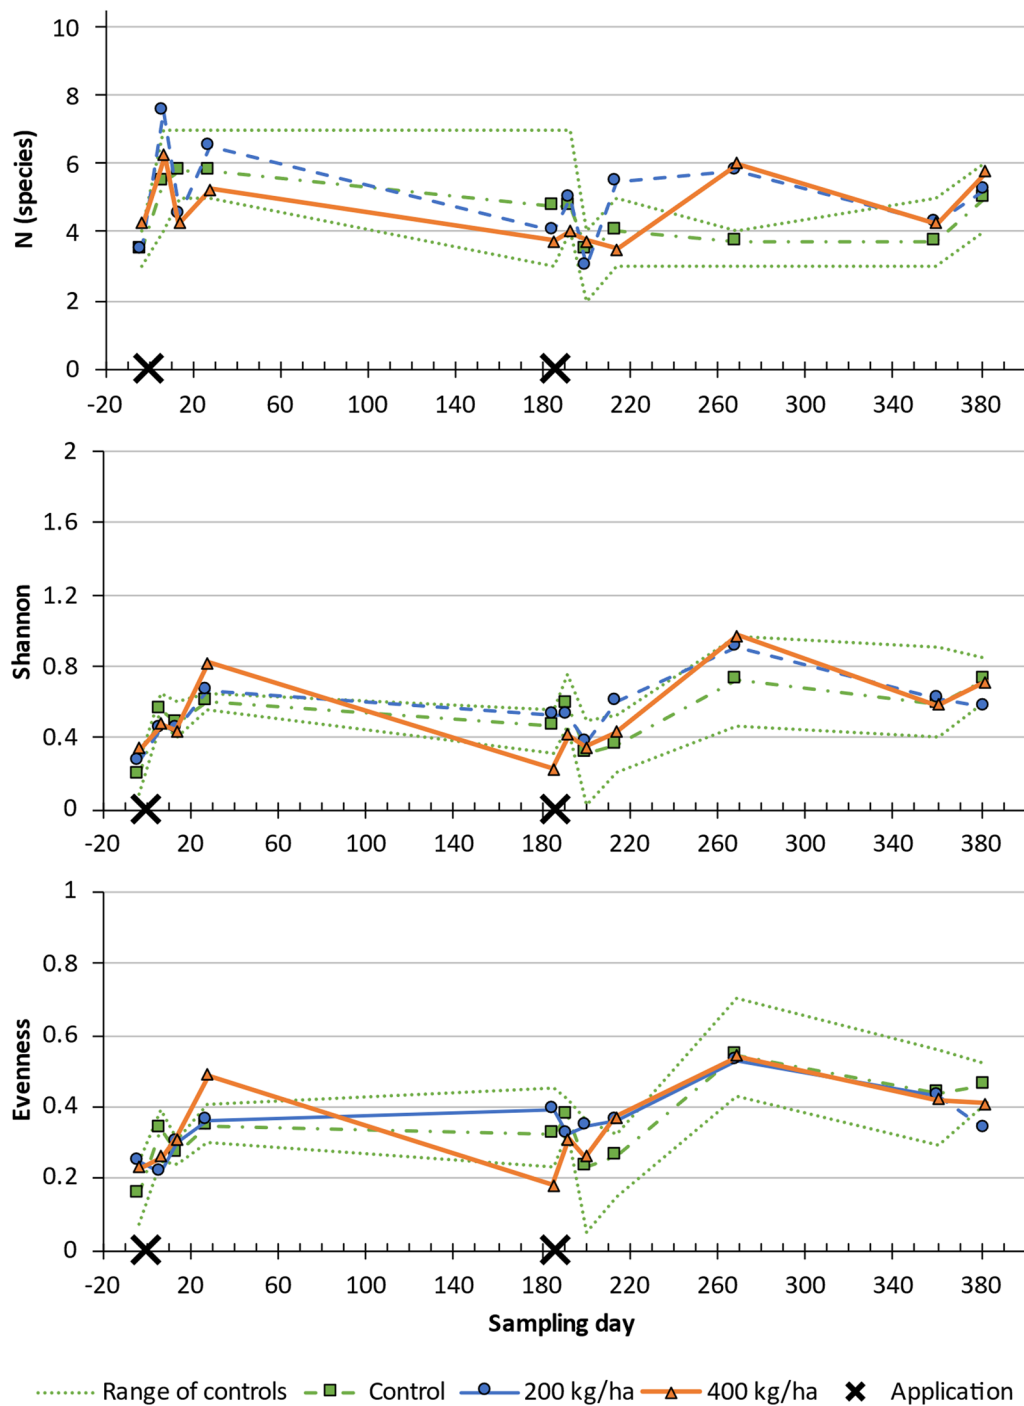 10
8
6
4
2
0
N (species)
-20 20 60 100 140 180 220 260 300 340 380
2
1.6
1.2
0.8
0.4
0
Shannon
-20 20 60 100 140 180 220 260 300 340 380
1
0.8
0.6
0.4
0.2
0
Evenness
-20 20 60 100 140 180 220 260 300 340 380
Sampling day
Range of controls Control 200 kg/ha 400 kg/ha Application